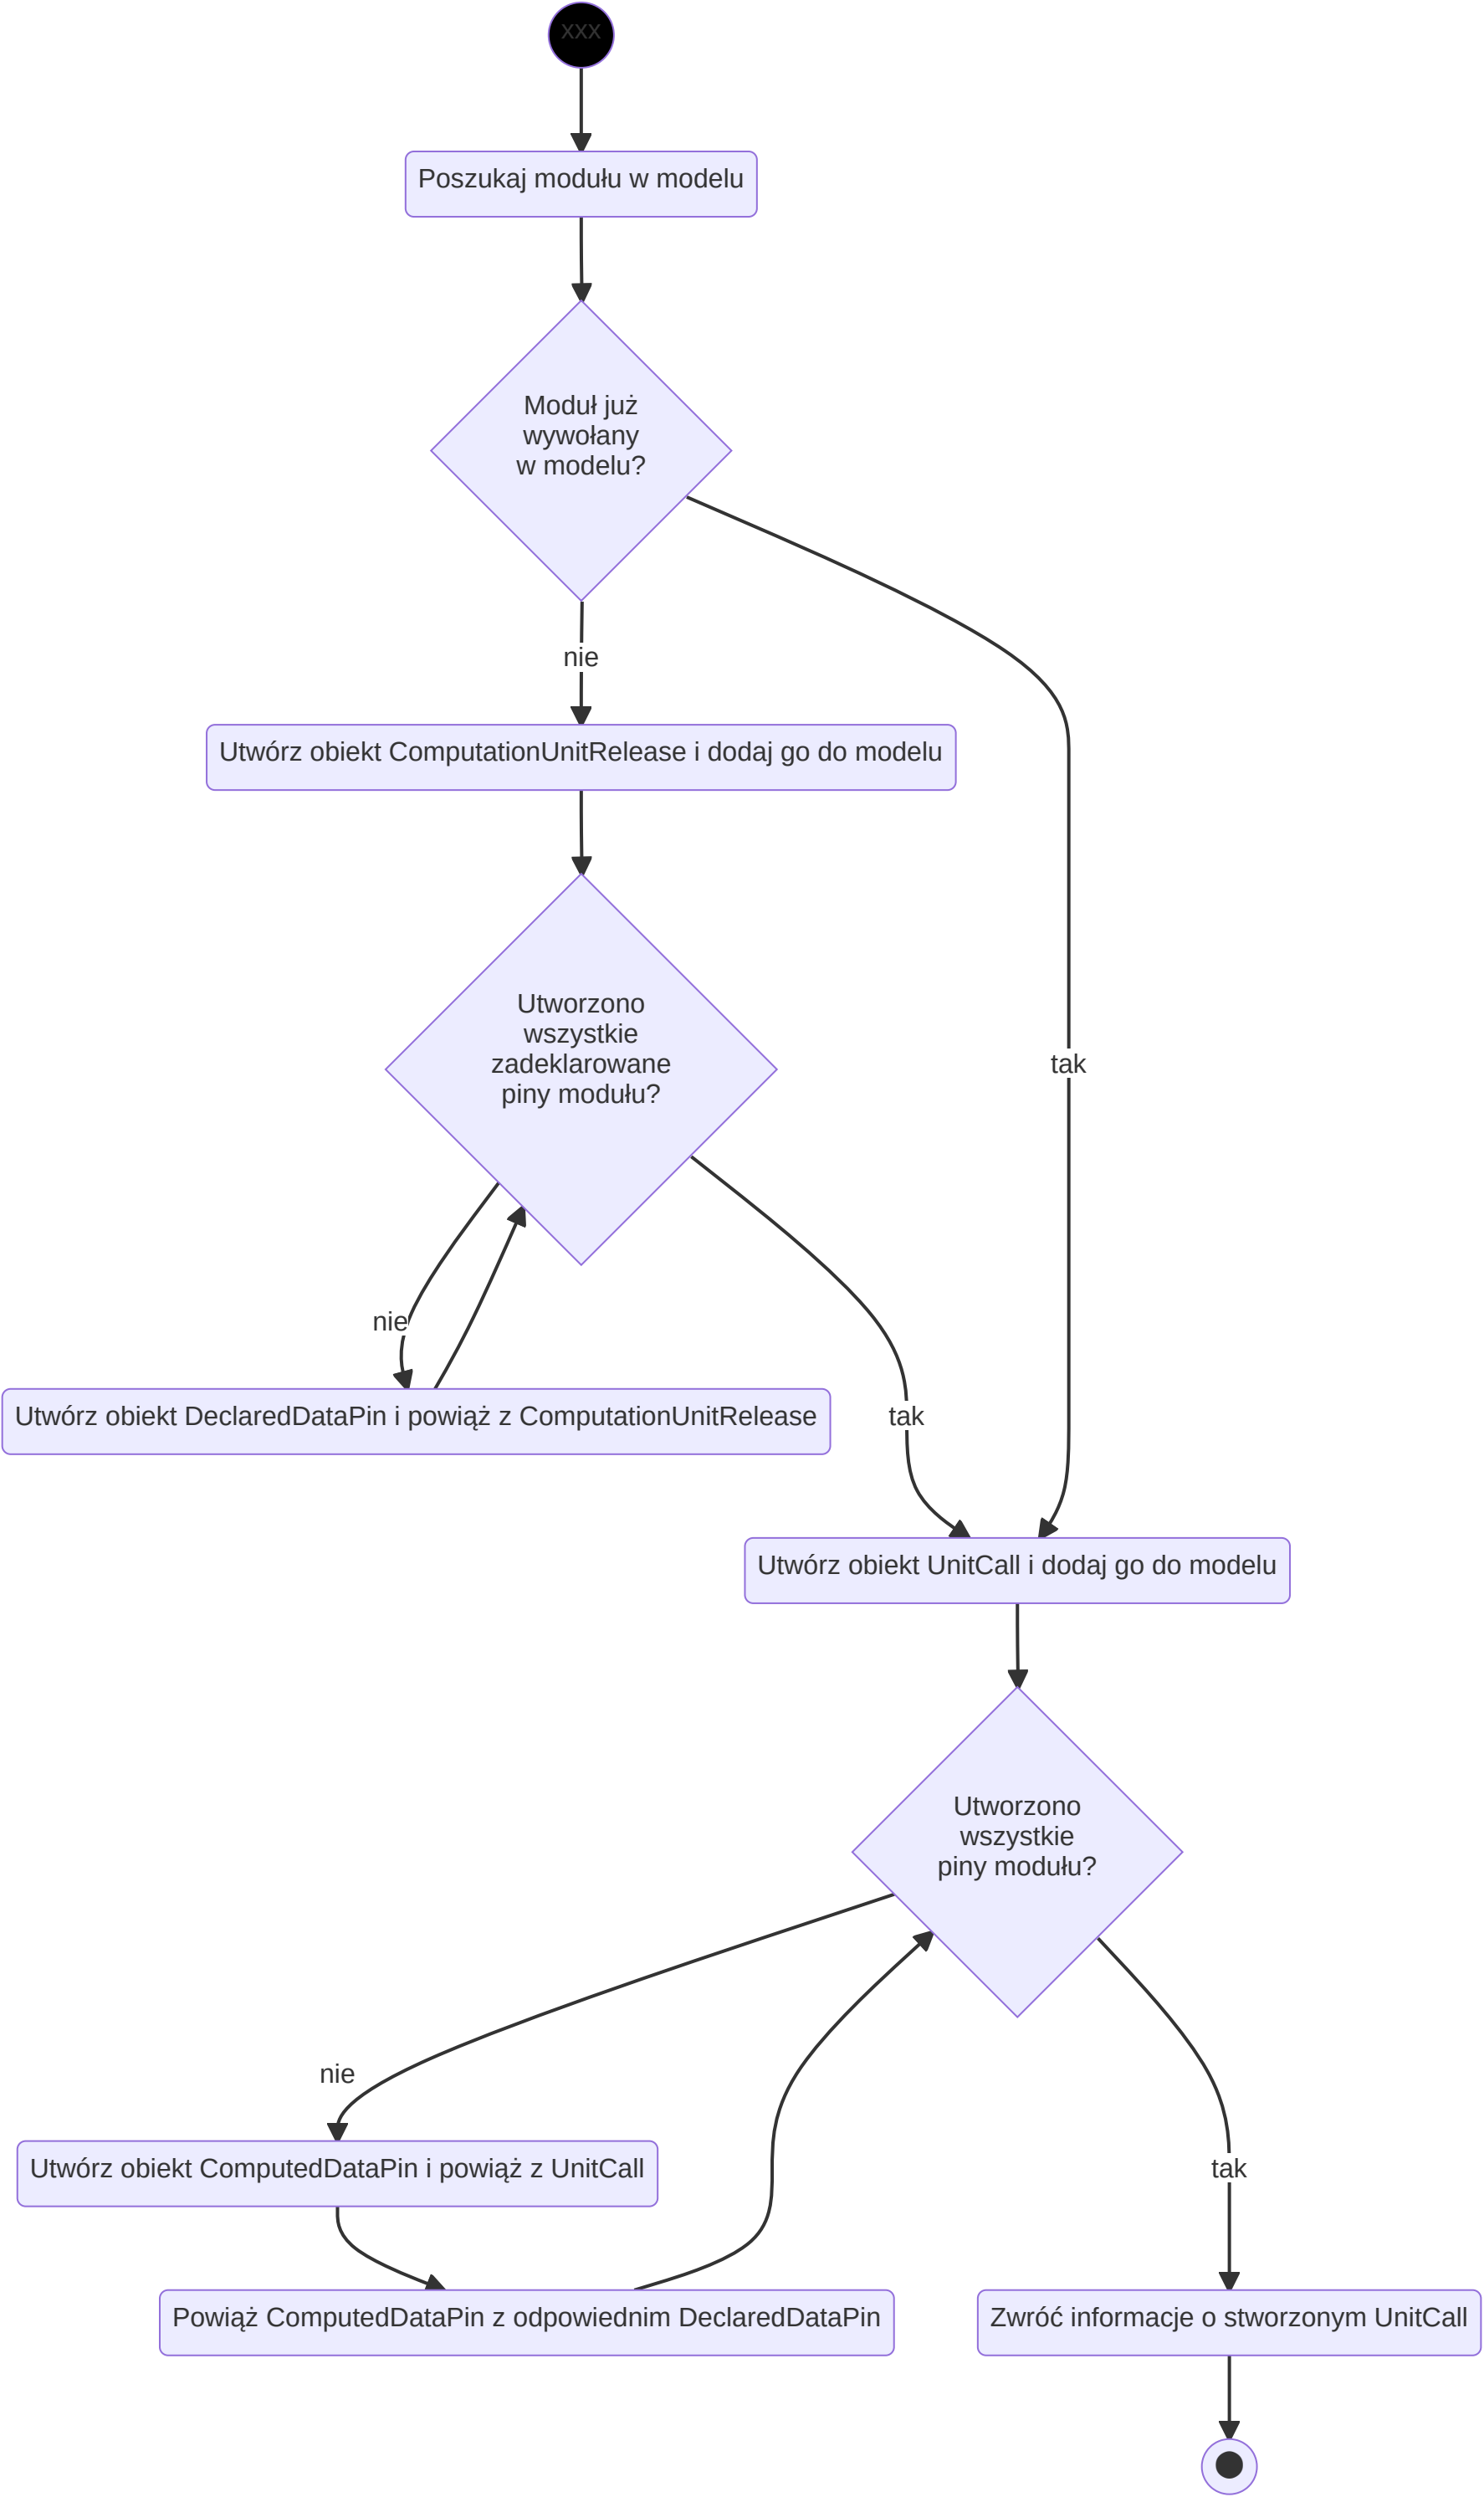 xxx
Poszukaj modułu w modelu
Moduł już
wywołany
w modelu?
nie
Utwórz obiekt ComputationUnitRelease i dodaj go do modelu
Utworzono
wszystkie
zadeklarowane
piny modułu?
tak
nie
Utwórz obiekt DeclaredDataPin i powiąż z ComputationUnitRelease
tak
Utwórz obiekt UnitCall i dodaj go do modelu
Utworzono
wszystkie
piny modułu?
nie
Utwórz obiekt ComputedDataPin i powiąż z UnitCall
tak
Powiąż ComputedDataPin z odpowiednim DeclaredDataPin
Zwróć informacje o stworzonym UnitCall